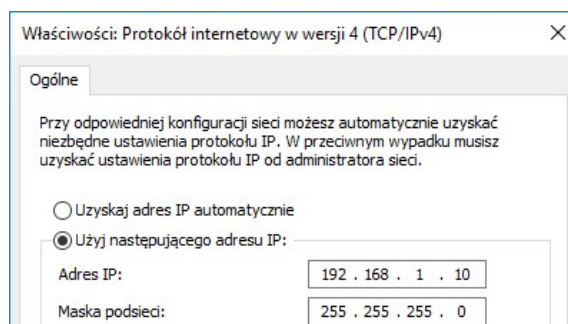 Właściwości: Protokół internetowy w wersji 4 (TCP/IPv4)
Ogólne
Przy odpowiedniej konfiguracji sieci możesz automatycznie uzyskać
niezbędne ustawienia protokołu IP. W przeciwnym wypadku musisz
uzyskać ustawienia protokołu IP od administratora sieci.
Uzyskaj adres IP automatycznie
Użyj następującego adresu IP:
Adres IP: 192 . 168 . 1 . 10
Maska podsieci: 255 . 255 . 255 . 0